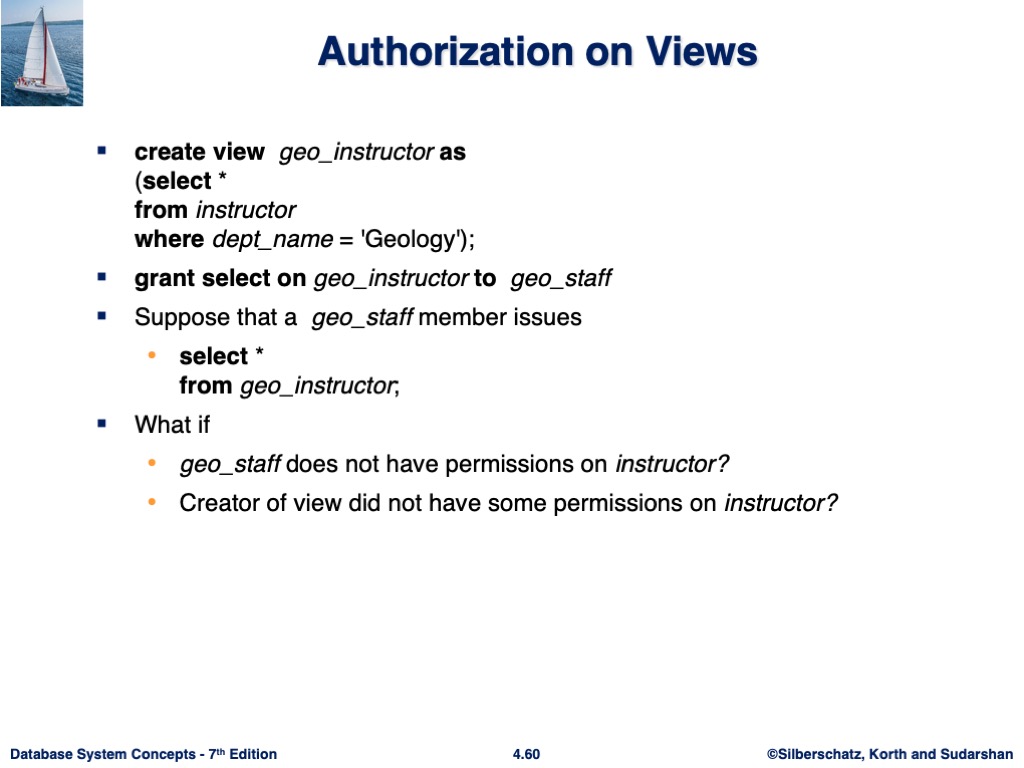 Authorization on Views
▪ create view geo_instructor as
(select *
from instructor
where dept_name = 'Geology');
▪ grant select on geo_instructor to geo_staff
▪ Suppose that a geo_staff member issues
• select *
from geo_instructor;
▪ What if
• geo_staff does not have permissions on instructor?
• Creator of view did not have some permissions on instructor?
Database System Concepts - 7th Edition
4.60
©Silberschatz, Korth and Sudarshan